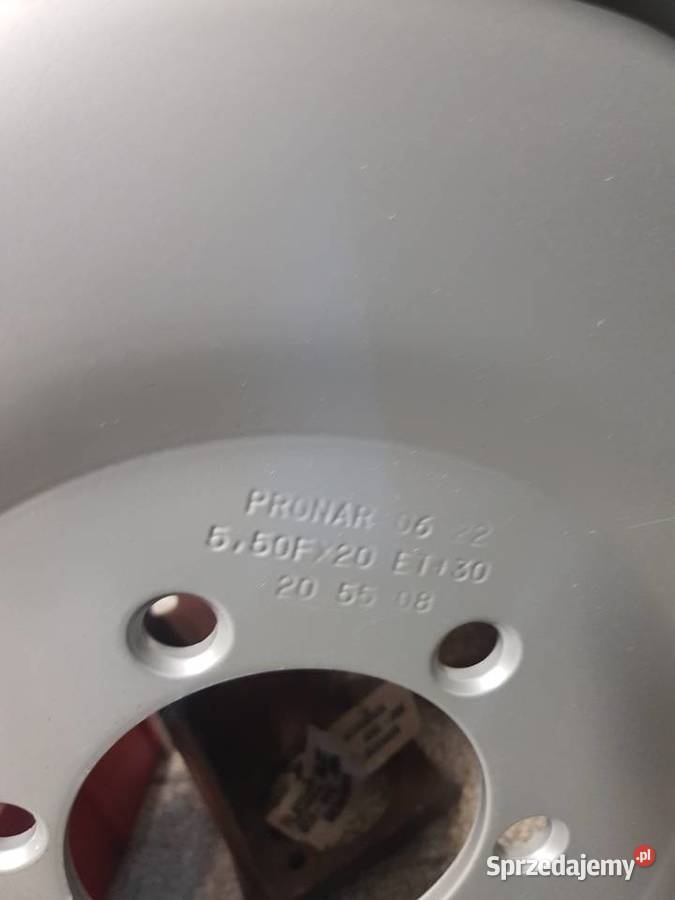 PRONAR 06 22
5,50F×20 ET+30
20 55 08
Sprzedajemy.pl